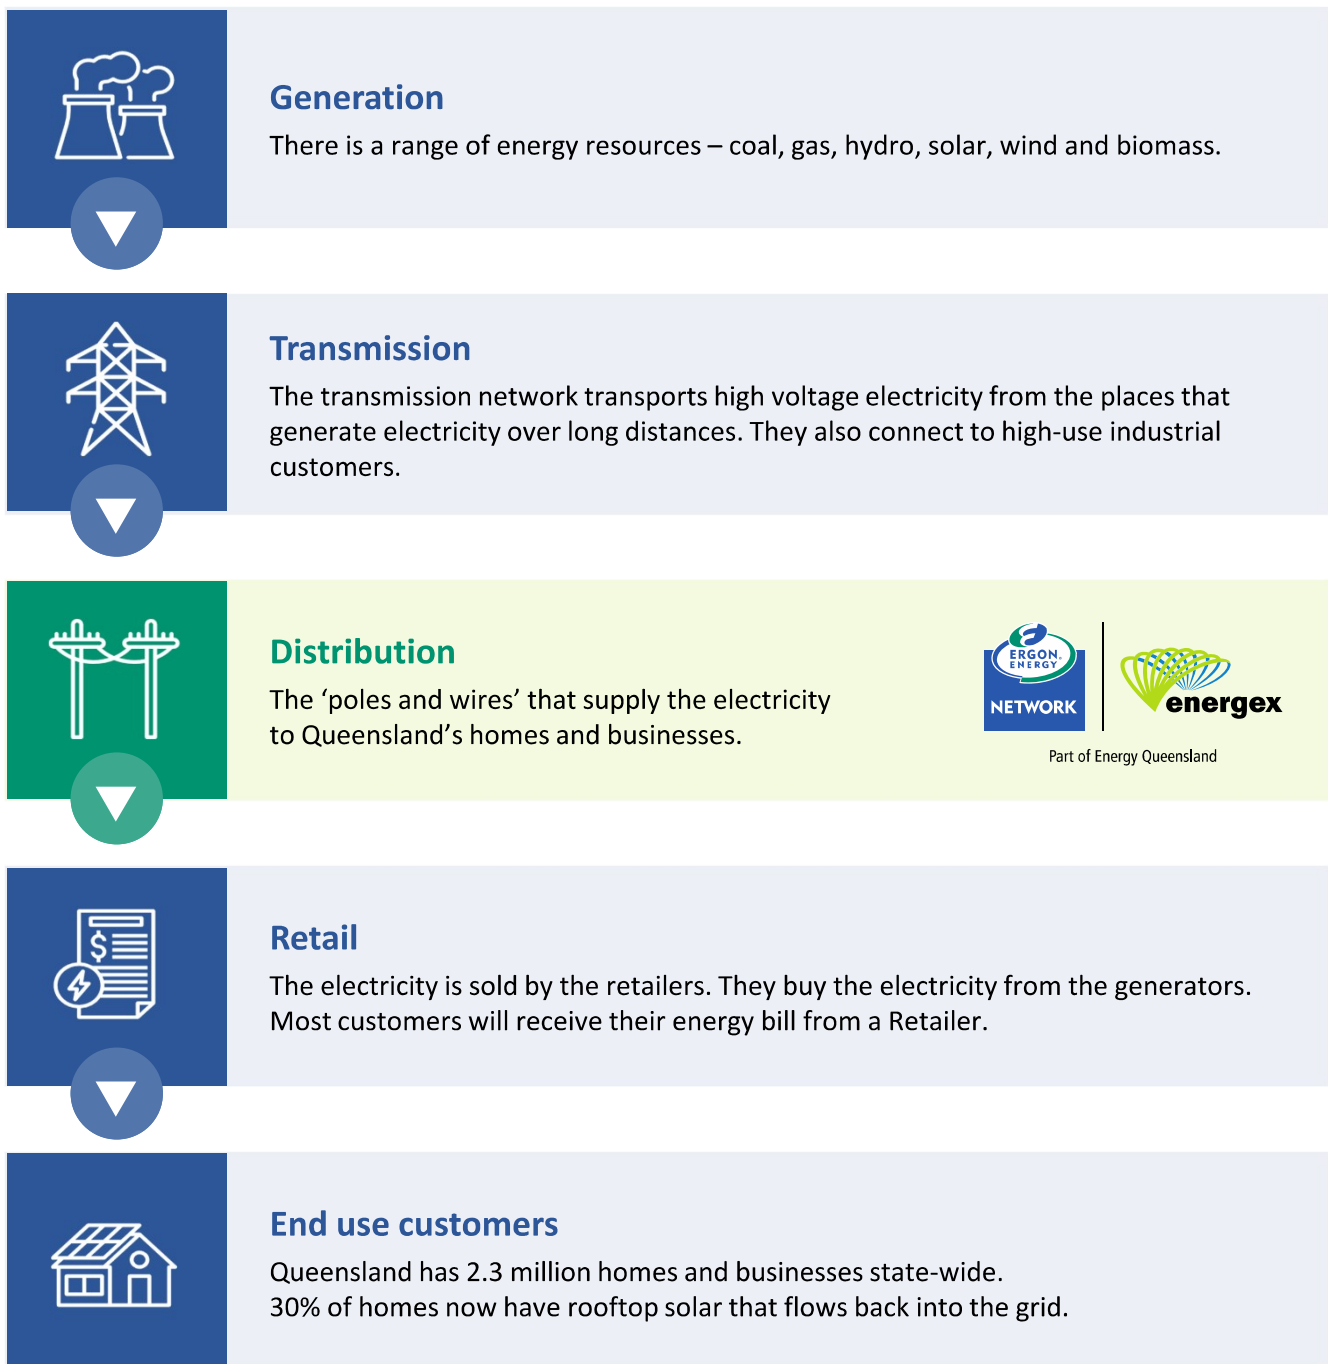 Generation
There is a range of energy resources – coal, gas, hydro, solar, wind and biomass.
Transmission
The transmission network transports high voltage electricity from the places that
generate electricity over long distances. They also connect to high-use industrial
customers.
Distribution
The ‘poles and wires’ that supply the electricity
to Queensland’s homes and businesses.
ERGON.
ENERGY
NETWORK
energex
Part of Energy Queensland
Retail
$
The electricity is sold by the retailers. They buy the electricity from the generators.
Most customers will receive their energy bill from a Retailer.
End use customers
Queensland has 2.3 million homes and businesses state-wide.
30% of homes now have rooftop solar that flows back into the grid.